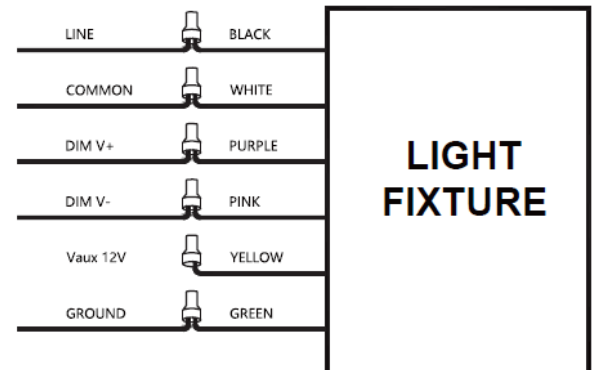 LINE BLACK
COMMON WHITE
DIM V+ PURPLE
DIM V- PINK
Vaux 12V YELLOW
GROUND GREEN
LIGHT
FIXTURE